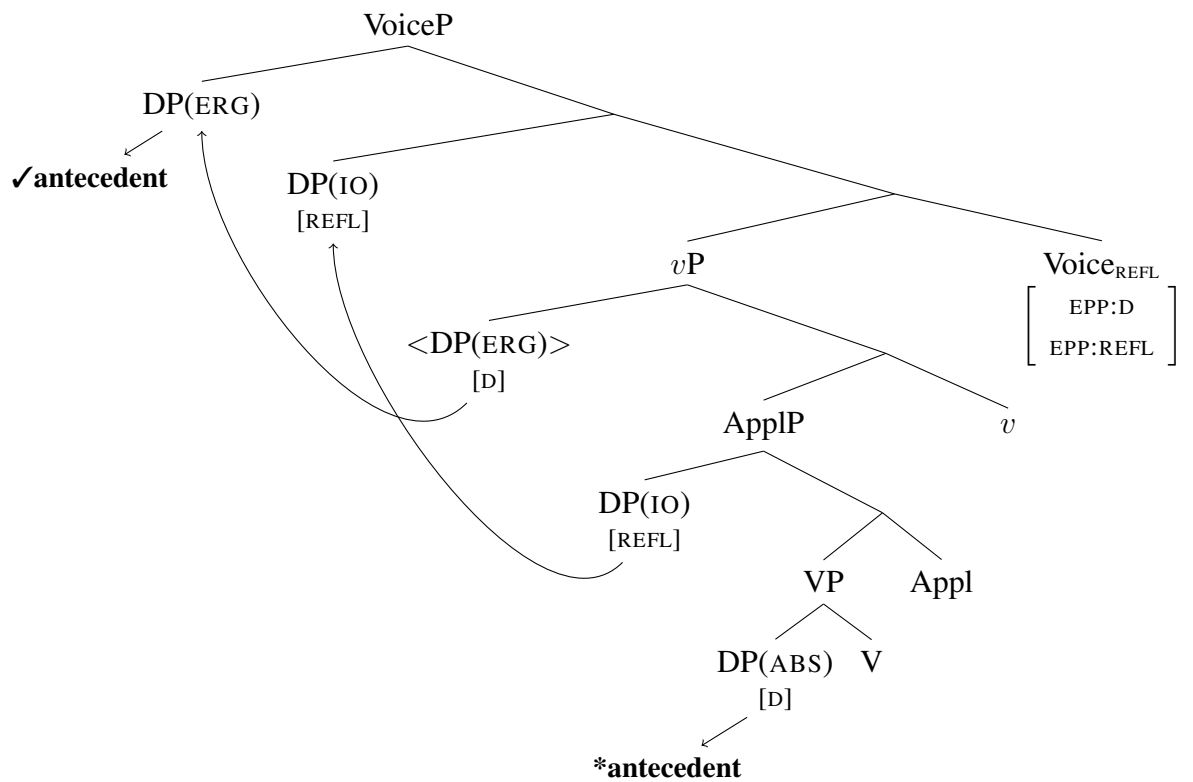 VoiceP
DP(ERG)
✓antecedent
DP(IO)
[REFL]
vP
Voice_REFL
EPP:D
EPP:REFL
<DP(ERG)>
[D]
ApplP
v
DP(IO)
[REFL]
VP
Appl
DP(ABS)
V
[D]
*antecedent